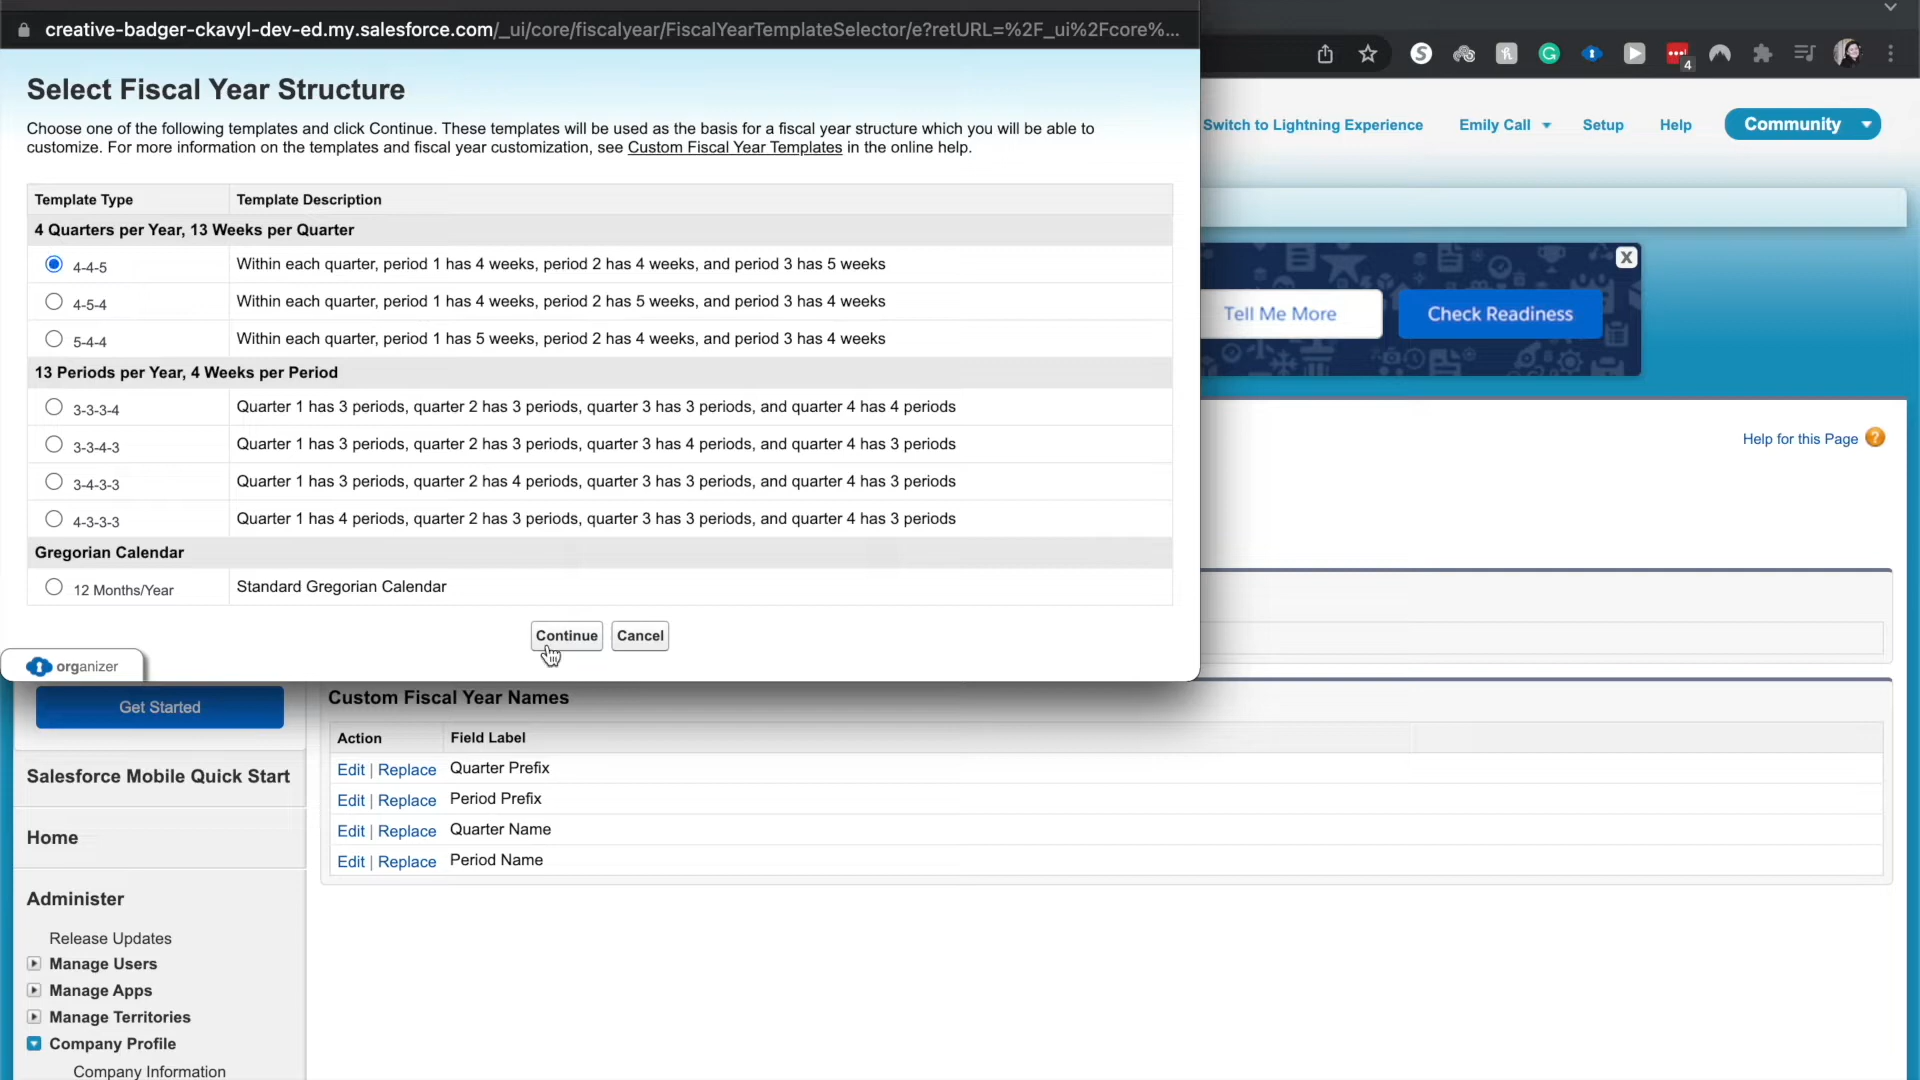 creative-badger-ckavyl-dev-ed.my.salesforce.com/_ui/core/fiscalyear/FiscalYearTemplateSelector/e?retURL=%2F_ui%2Fcore%...
4
Select Fiscal Year Structure
Choose one of the following templates and click Continue. These templates will be used as the basis for a fiscal year structure which you will be able to
customize. For more information on the templates and fiscal year customization, see Custom Fiscal Year Templates in the online help.
Switch to Lightning Experience Emily Call Setup Help Community
Template Type Template Description
4 Quarters per Year, 13 Weeks per Quarter
4-4-5 Within each quarter, period 1 has 4 weeks, period 2 has 4 weeks, and period 3 has 5 weeks
4-5-4 Within each quarter, period 1 has 4 weeks, period 2 has 5 weeks, and period 3 has 4 weeks
5-4-4 Within each quarter, period 1 has 5 weeks, period 2 has 4 weeks, and period 3 has 4 weeks
13 Periods per Year, 4 Weeks per Period
3-3-3-4 Quarter 1 has 3 periods, quarter 2 has 3 periods, quarter 3 has 3 periods, and quarter 4 has 4 periods
3-3-4-3 Quarter 1 has 3 periods, quarter 2 has 3 periods, quarter 3 has 4 periods, and quarter 4 has 3 periods
3-4-3-3 Quarter 1 has 3 periods, quarter 2 has 4 periods, quarter 3 has 3 periods, and quarter 4 has 3 periods
4-3-3-3 Quarter 1 has 4 periods, quarter 2 has 3 periods, quarter 3 has 3 periods, and quarter 4 has 3 periods
Gregorian Calendar
12 Months/Year Standard Gregorian Calendar
Continue Cancel
organizer
X
Tell Me More Check Readiness
Help for this Page ?
Get Started
Salesforce Mobile Quick Start
Home
Administer
Release Updates
Manage Users
Manage Apps
Manage Territories
Company Profile
Company Information
Custom Fiscal Year Names
Action Field Label
Edit | Replace Quarter Prefix
Edit | Replace Period Prefix
Edit | Replace Quarter Name
Edit | Replace Period Name